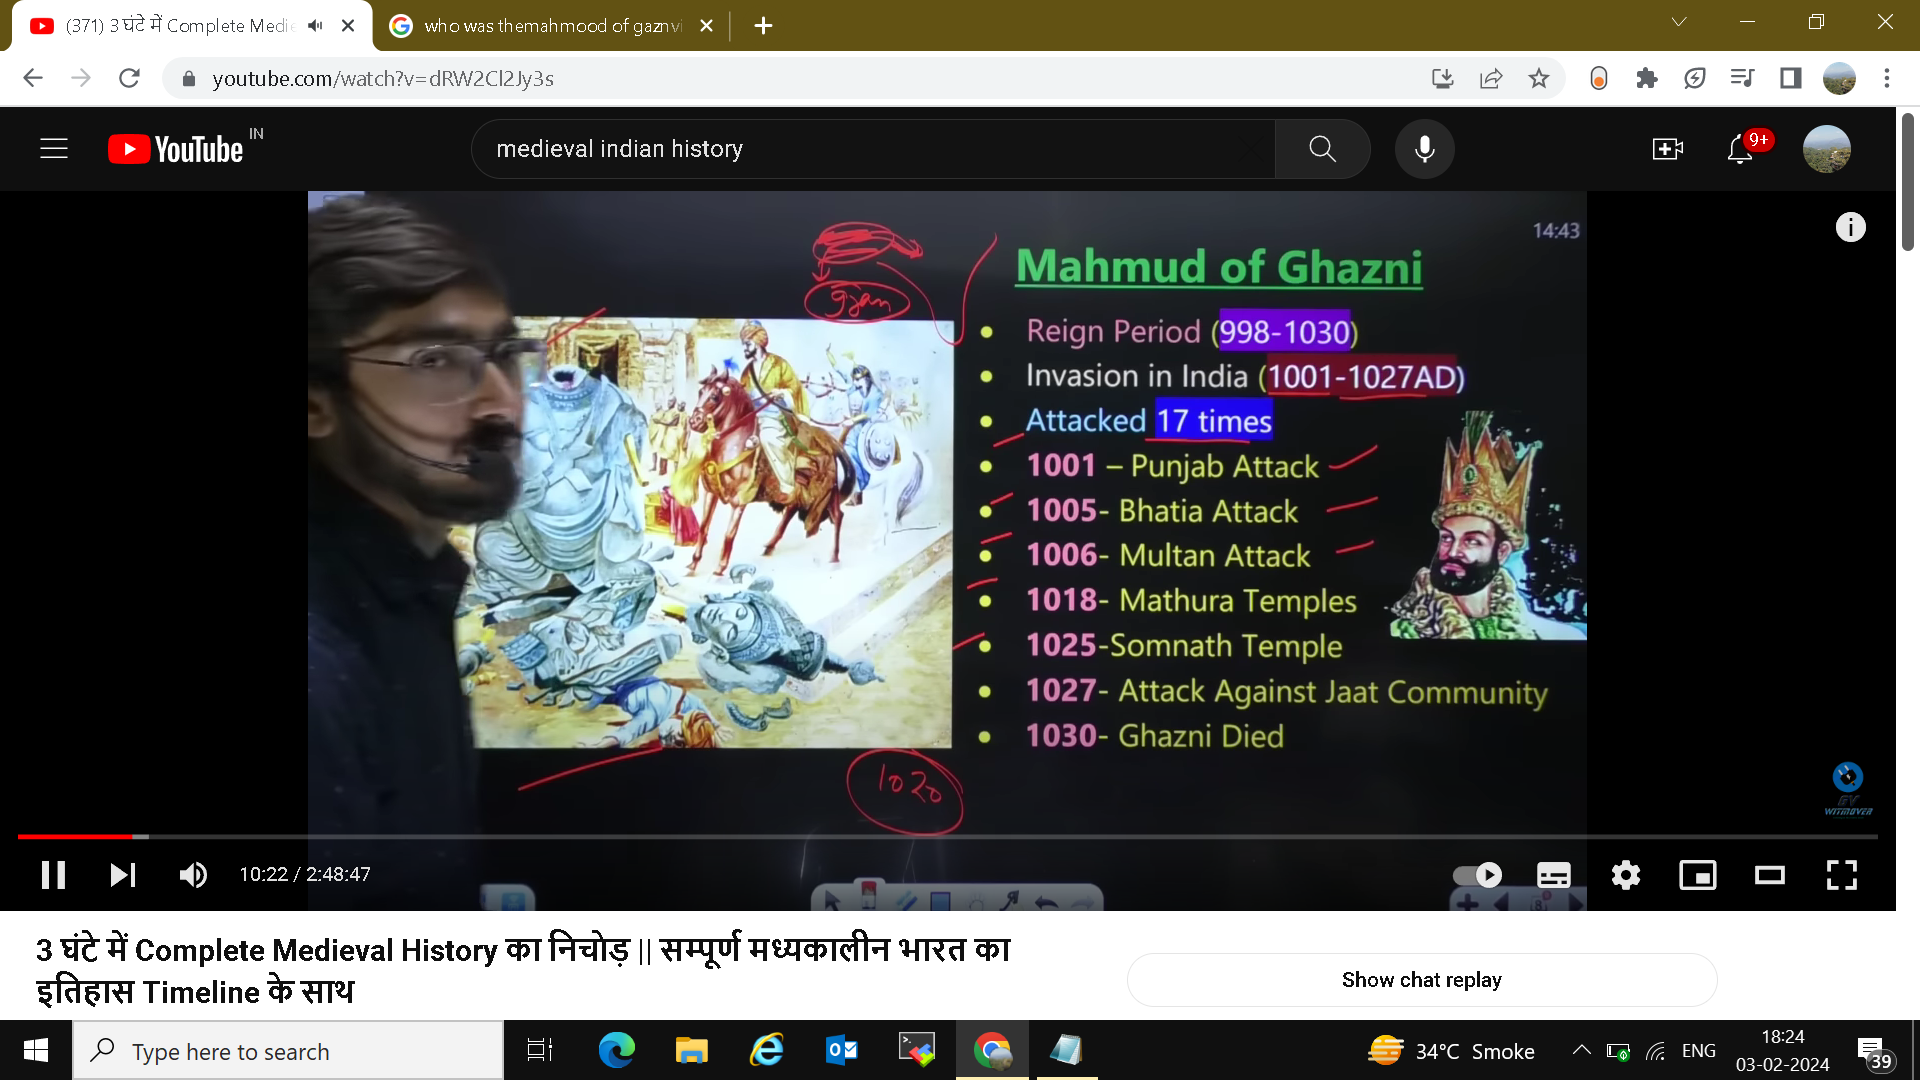 (371) 3 घंटे में Complete Medie
who was themahmood of gaznvi
youtube.com/watch?v=dRW2Cl2Jy3s
YouTube IN
medieval indian history
9+
14:43
Mahmud of Ghazni
Reign Period (998-1030)
Invasion in India (1001-1027AD)
Attacked 17 times
1001 – Punjab Attack
1005- Bhatia Attack
1006- Multan Attack
1018- Mathura Temples
1025-Somnath Temple
1027- Attack Against Jaat Community
1030- Ghazni Died
1020
GV
WITMOVER
10:22 / 2:48:47
3 घंटे में Complete Medieval History का निचोड़ || सम्पूर्ण मध्यकालीन भारत का
इतिहास Timeline के साथ
Show chat replay
Type here to search
34°C Smoke
ENG
18:24
03-02-2024
39